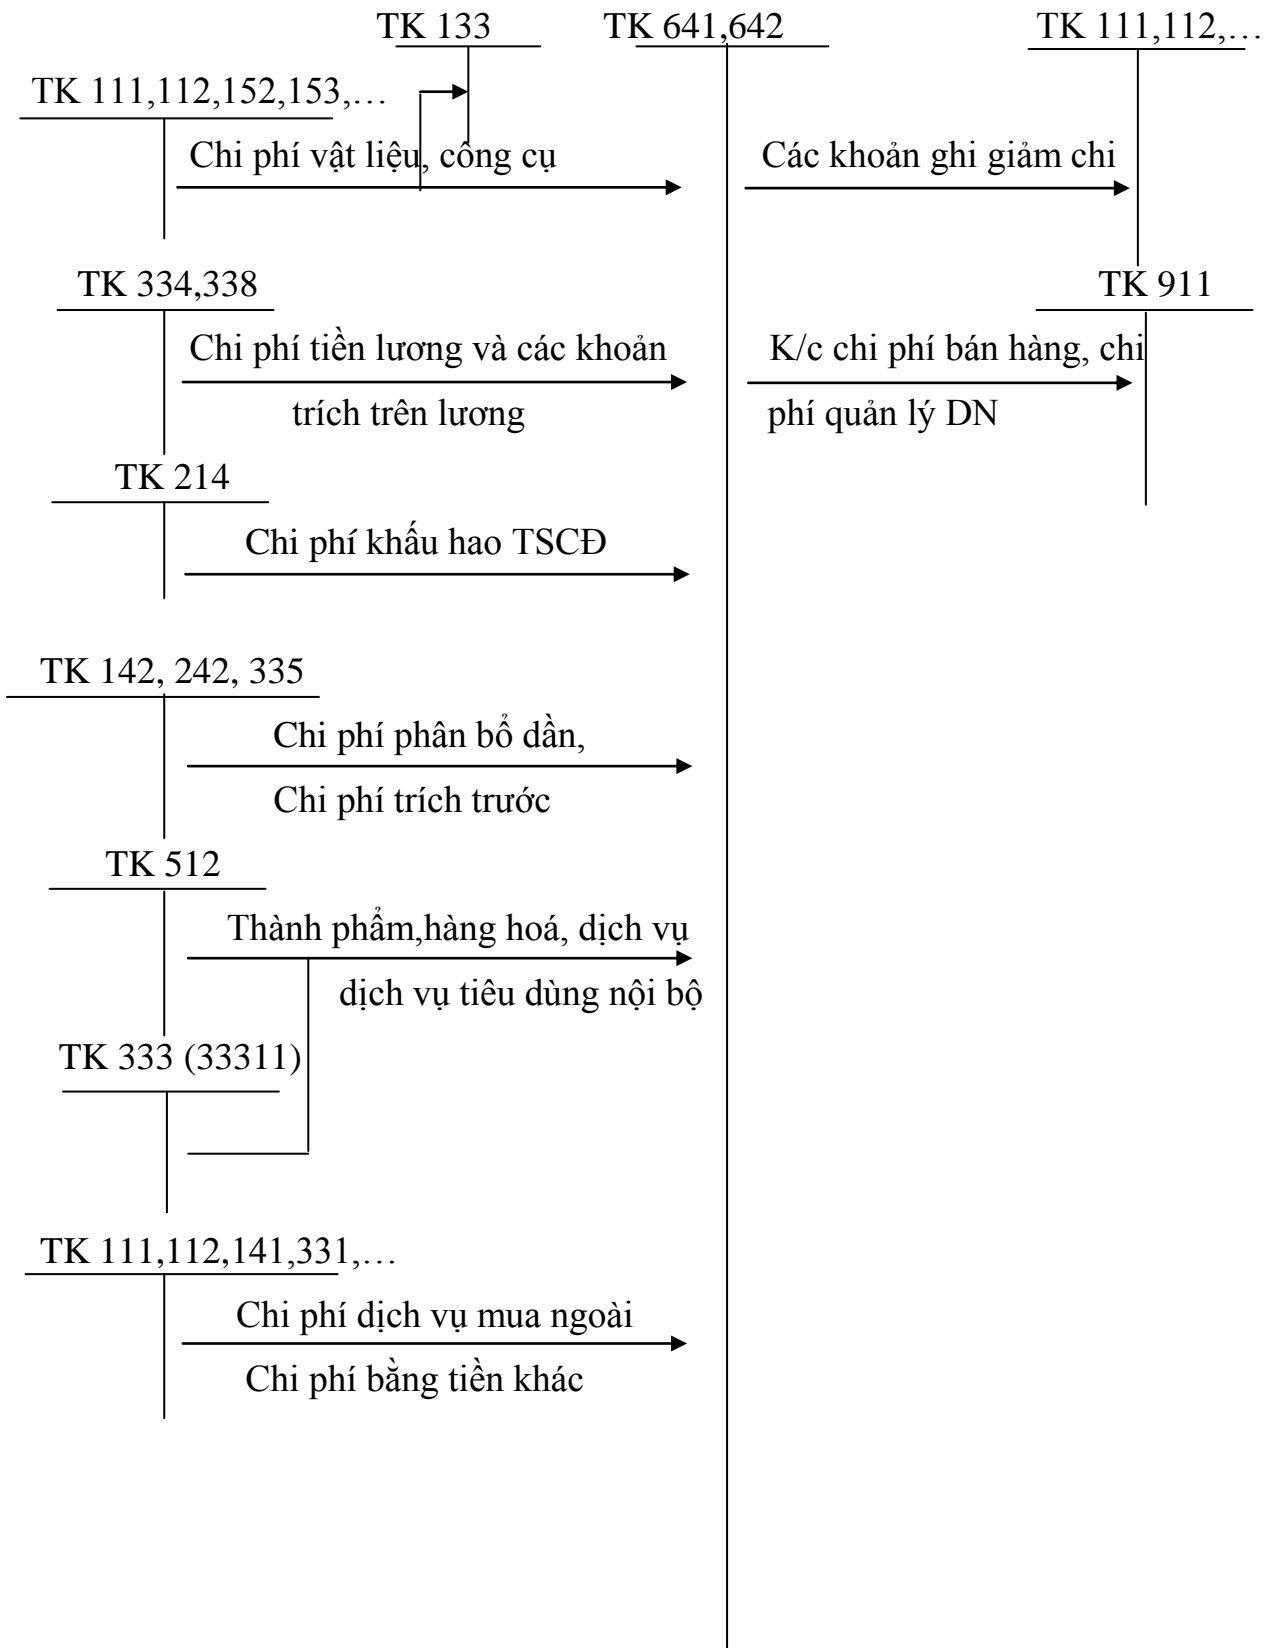 TK 133
TK 641,642
TK 111,112,…
TK 111,112,152,153,…
Chi phí vật liệu, công cụ
Các khoản ghi giảm chi
TK 334,338
TK 911
Chi phí tiền lương và các khoản
trích trên lương
K/c chi phí bán hàng, chi
phí quản lý DN
TK 214
Chi phí khấu hao TSCĐ
TK 142, 242, 335
Chi phí phân bổ dần,
Chi phí trích trước
TK 512
Thành phẩm,hàng hoá, dịch vụ
dịch vụ tiêu dùng nội bộ
TK 333 (33311)
TK 111,112,141,331,…
Chi phí dịch vụ mua ngoài
Chi phí bằng tiền khác